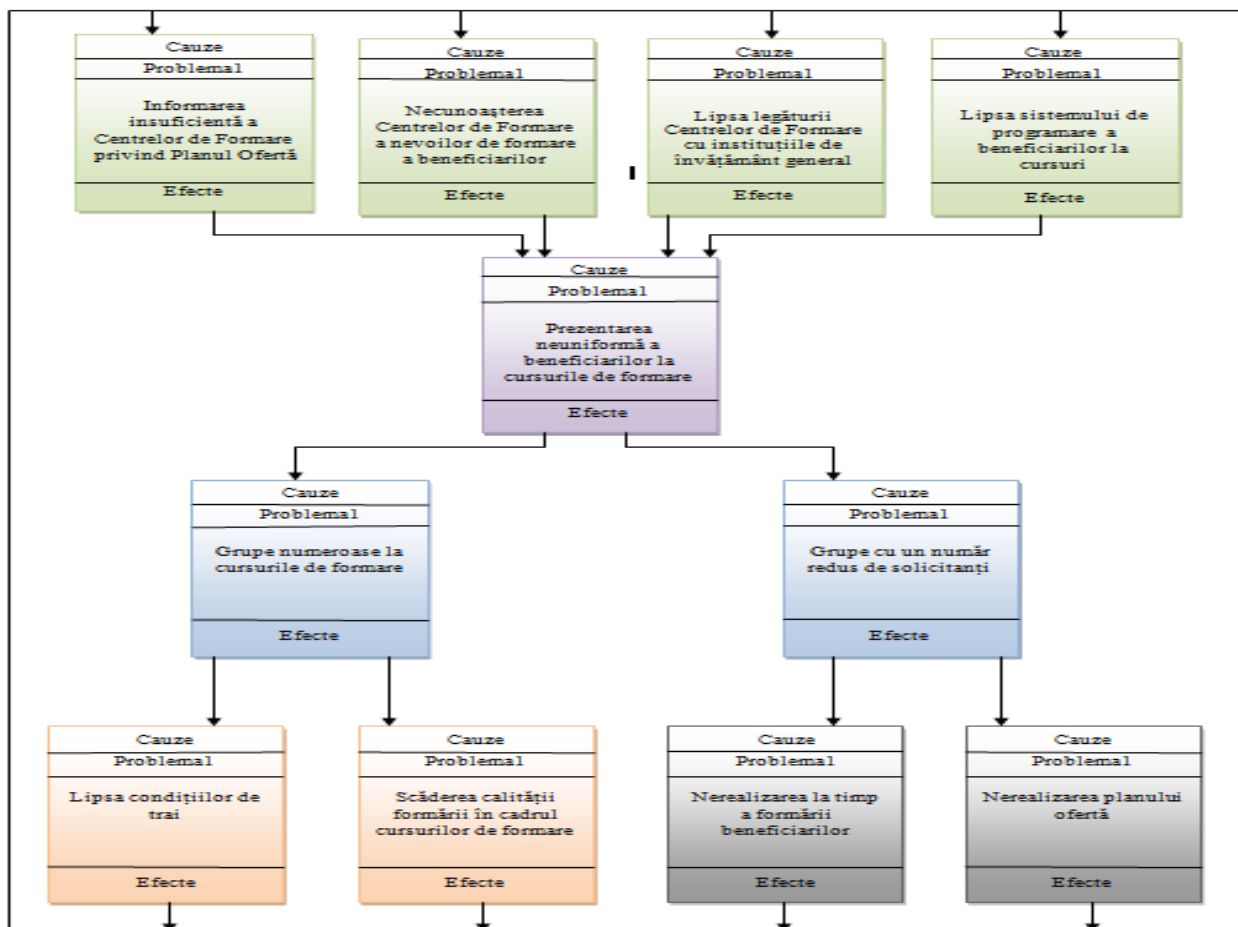 Cauze
Problema1
Informarea
insuficientă a
Centrelor de Formare
privind Planul Ofertă
Efecte
Cauze
Problema1
Necunoașterea
Centrelor de Formare
a nevoilor de formare
a beneficiarilor
Efecte
Cauze
Problema1
Lipsa legăturii
Centrelor de Formare
cu instituțiile de
învățământ general
Efecte
Cauze
Problema1
Lipsa sistemului de
programare a
beneficiarilor la
cursuri
Efecte
Cauze
Problema1
Prezentarea
neuniformă a
beneficiarilor la
cursurile de formare
Efecte
Cauze
Problema1
Grupe numeroase la
cursurile de formare
Efecte
Cauze
Problema1
Grupe cu un număr
redus de solicitanți
Efecte
Cauze
Problema1
Lipsa condițiilor de
trai
Efecte
Cauze
Problema1
Scăderea calității
formării în cadrul
cursurilor de formare
Efecte
Cauze
Problema1
Nerealizarea la timp
a formării
beneficiarilor
Efecte
Cauze
Problema1
Nerealizarea planului
ofertă
Efecte